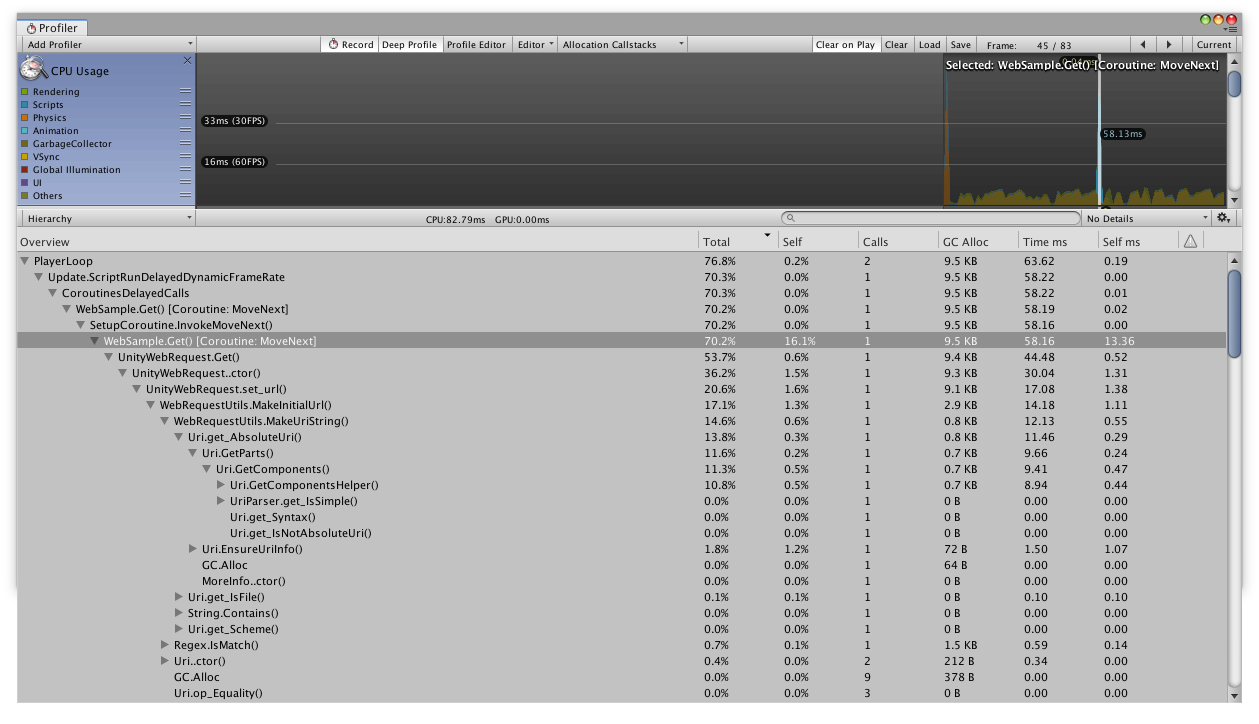 Profiler
Add Profiler Record Deep Profile Profile Editor Editor Allocation Callstacks Clear on Play Clear Load Save Frame: 45 / 83 Current
CPU Usage
Selected: WebSample.Get() [Coroutine: MoveNext]
Rendering
Scripts
Physics
Animation
GarbageCollector
VSync
Global Illumination
UI
Others
33ms (30FPS)
16ms (60FPS)
58.13ms
Hierarchy CPU:82.79ms GPU:0.00ms No Details
Overview Total Self Calls GC Alloc Time ms Self ms
PlayerLoop 76.8% 0.2% 2 9.5 KB 63.62 0.19
Update.ScriptRunDelayedDynamicFrameRate 70.3% 0.0% 1 9.5 KB 58.22 0.00
CoroutinesDelayedCalls 70.3% 0.0% 1 9.5 KB 58.22 0.01
WebSample.Get() [Coroutine: MoveNext] 70.2% 0.0% 1 9.5 KB 58.19 0.02
SetupCoroutine.InvokeMoveNext() 70.2% 0.0% 1 9.5 KB 58.16 0.00
WebSample.Get() [Coroutine: MoveNext] 70.2% 16.1% 1 9.5 KB 58.16 13.36
UnityWebRequest.Get() 53.7% 0.6% 1 9.4 KB 44.48 0.52
UnityWebRequest..ctor() 36.2% 1.5% 1 9.3 KB 30.04 1.31
UnityWebRequest.set_url() 20.6% 1.6% 1 9.1 KB 17.08 1.38
WebRequestUtils.MakeInitialUrl() 17.1% 1.3% 1 2.9 KB 14.18 1.11
WebRequestUtils.MakeUriString() 14.6% 0.6% 1 0.8 KB 12.13 0.55
Uri.get_AbsoluteUri() 13.8% 0.3% 1 0.8 KB 11.46 0.29
Uri.GetParts() 11.6% 0.2% 1 0.7 KB 9.66 0.24
Uri.GetComponents() 11.3% 0.5% 1 0.7 KB 9.41 0.47
Uri.GetComponentsHelper() 10.8% 0.5% 1 0.7 KB 8.94 0.44
UriParser.get_IsSimple() 0.0% 0.0% 1 0 B 0.00 0.00
Uri.get_Syntax() 0.0% 0.0% 1 0 B 0.00 0.00
Uri.get_IsNotAbsoluteUri() 0.0% 0.0% 1 0 B 0.00 0.00
Uri.EnsureUriInfo() 1.8% 1.2% 1 72 B 1.50 1.07
GC.Alloc 0.0% 0.0% 1 64 B 0.00 0.00
MoreInfo..ctor() 0.0% 0.0% 1 0 B 0.00 0.00
Uri.get_IsFile() 0.1% 0.1% 1 0 B 0.10 0.10
String.Contains() 0.0% 0.0% 1 0 B 0.00 0.00
Uri.get_Scheme() 0.0% 0.0% 1 0 B 0.00 0.00
Regex.IsMatch() 0.7% 0.1% 1 1.5 KB 0.59 0.14
Uri..ctor() 0.4% 0.0% 2 212 B 0.34 0.00
GC.Alloc 0.0% 0.0% 9 378 B 0.00 0.00
Uri.op_Equality() 0.0% 0.0% 3 0 B 0.00 0.00